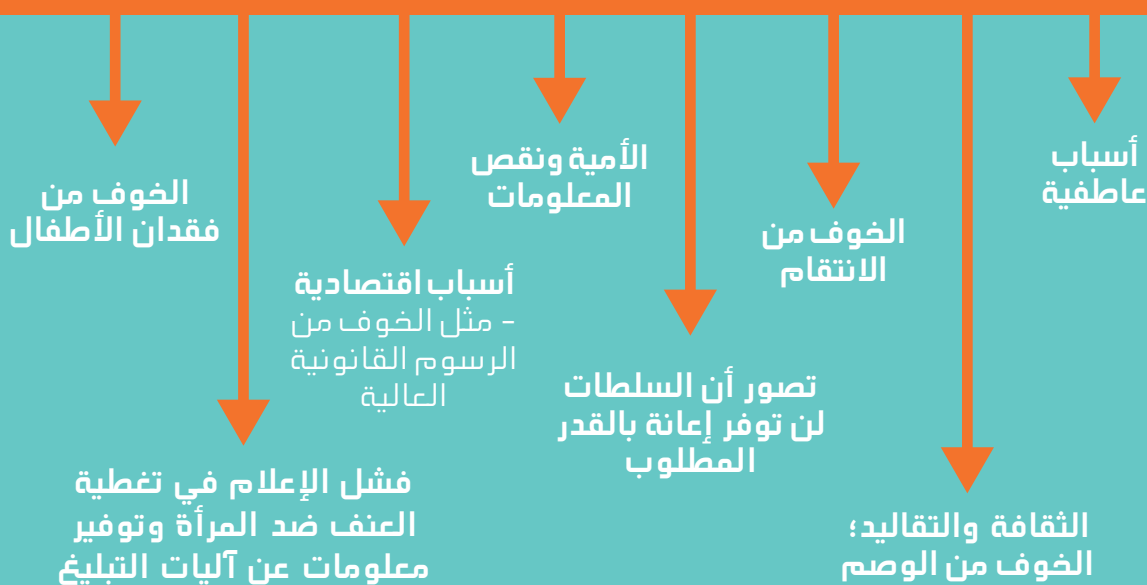 أسباب
عاطفية
الثقافة والتقاليد؛
الخوف من الوصم
الخوف من
الانتقام
تصور أن السلطات
لن توفر إعانة بالقدر
المطلوب
الأمية ونقص
المعلومات
أسباب اقتصادية
- مثل الخوف من
الرسوم القانونية
العالية
فشل الإعلام في تغطية
العنف ضد المرأة وتوفير
معلومات عن آليات التبليغ
الخوف من
فقدان الأطفال